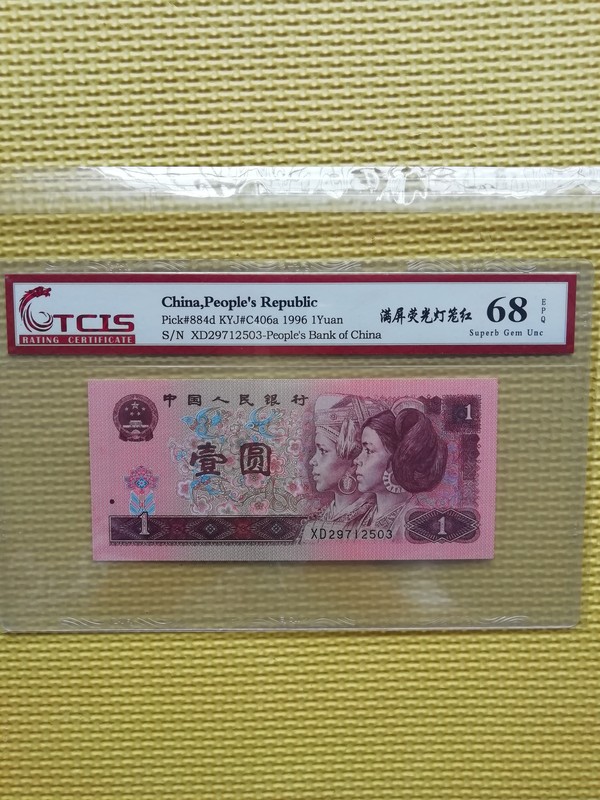 TCIS
RATING CERTIFICATE
China,People's Republic
Pick#884d KYJ#C406a 1996 1Yuan
S/N XD29712503-People's Bank of China
满屏荧光灯笼红
68
EPQ
Superb Gem Unc
中国人民银行
1
壹圆
1
1
XD29712503